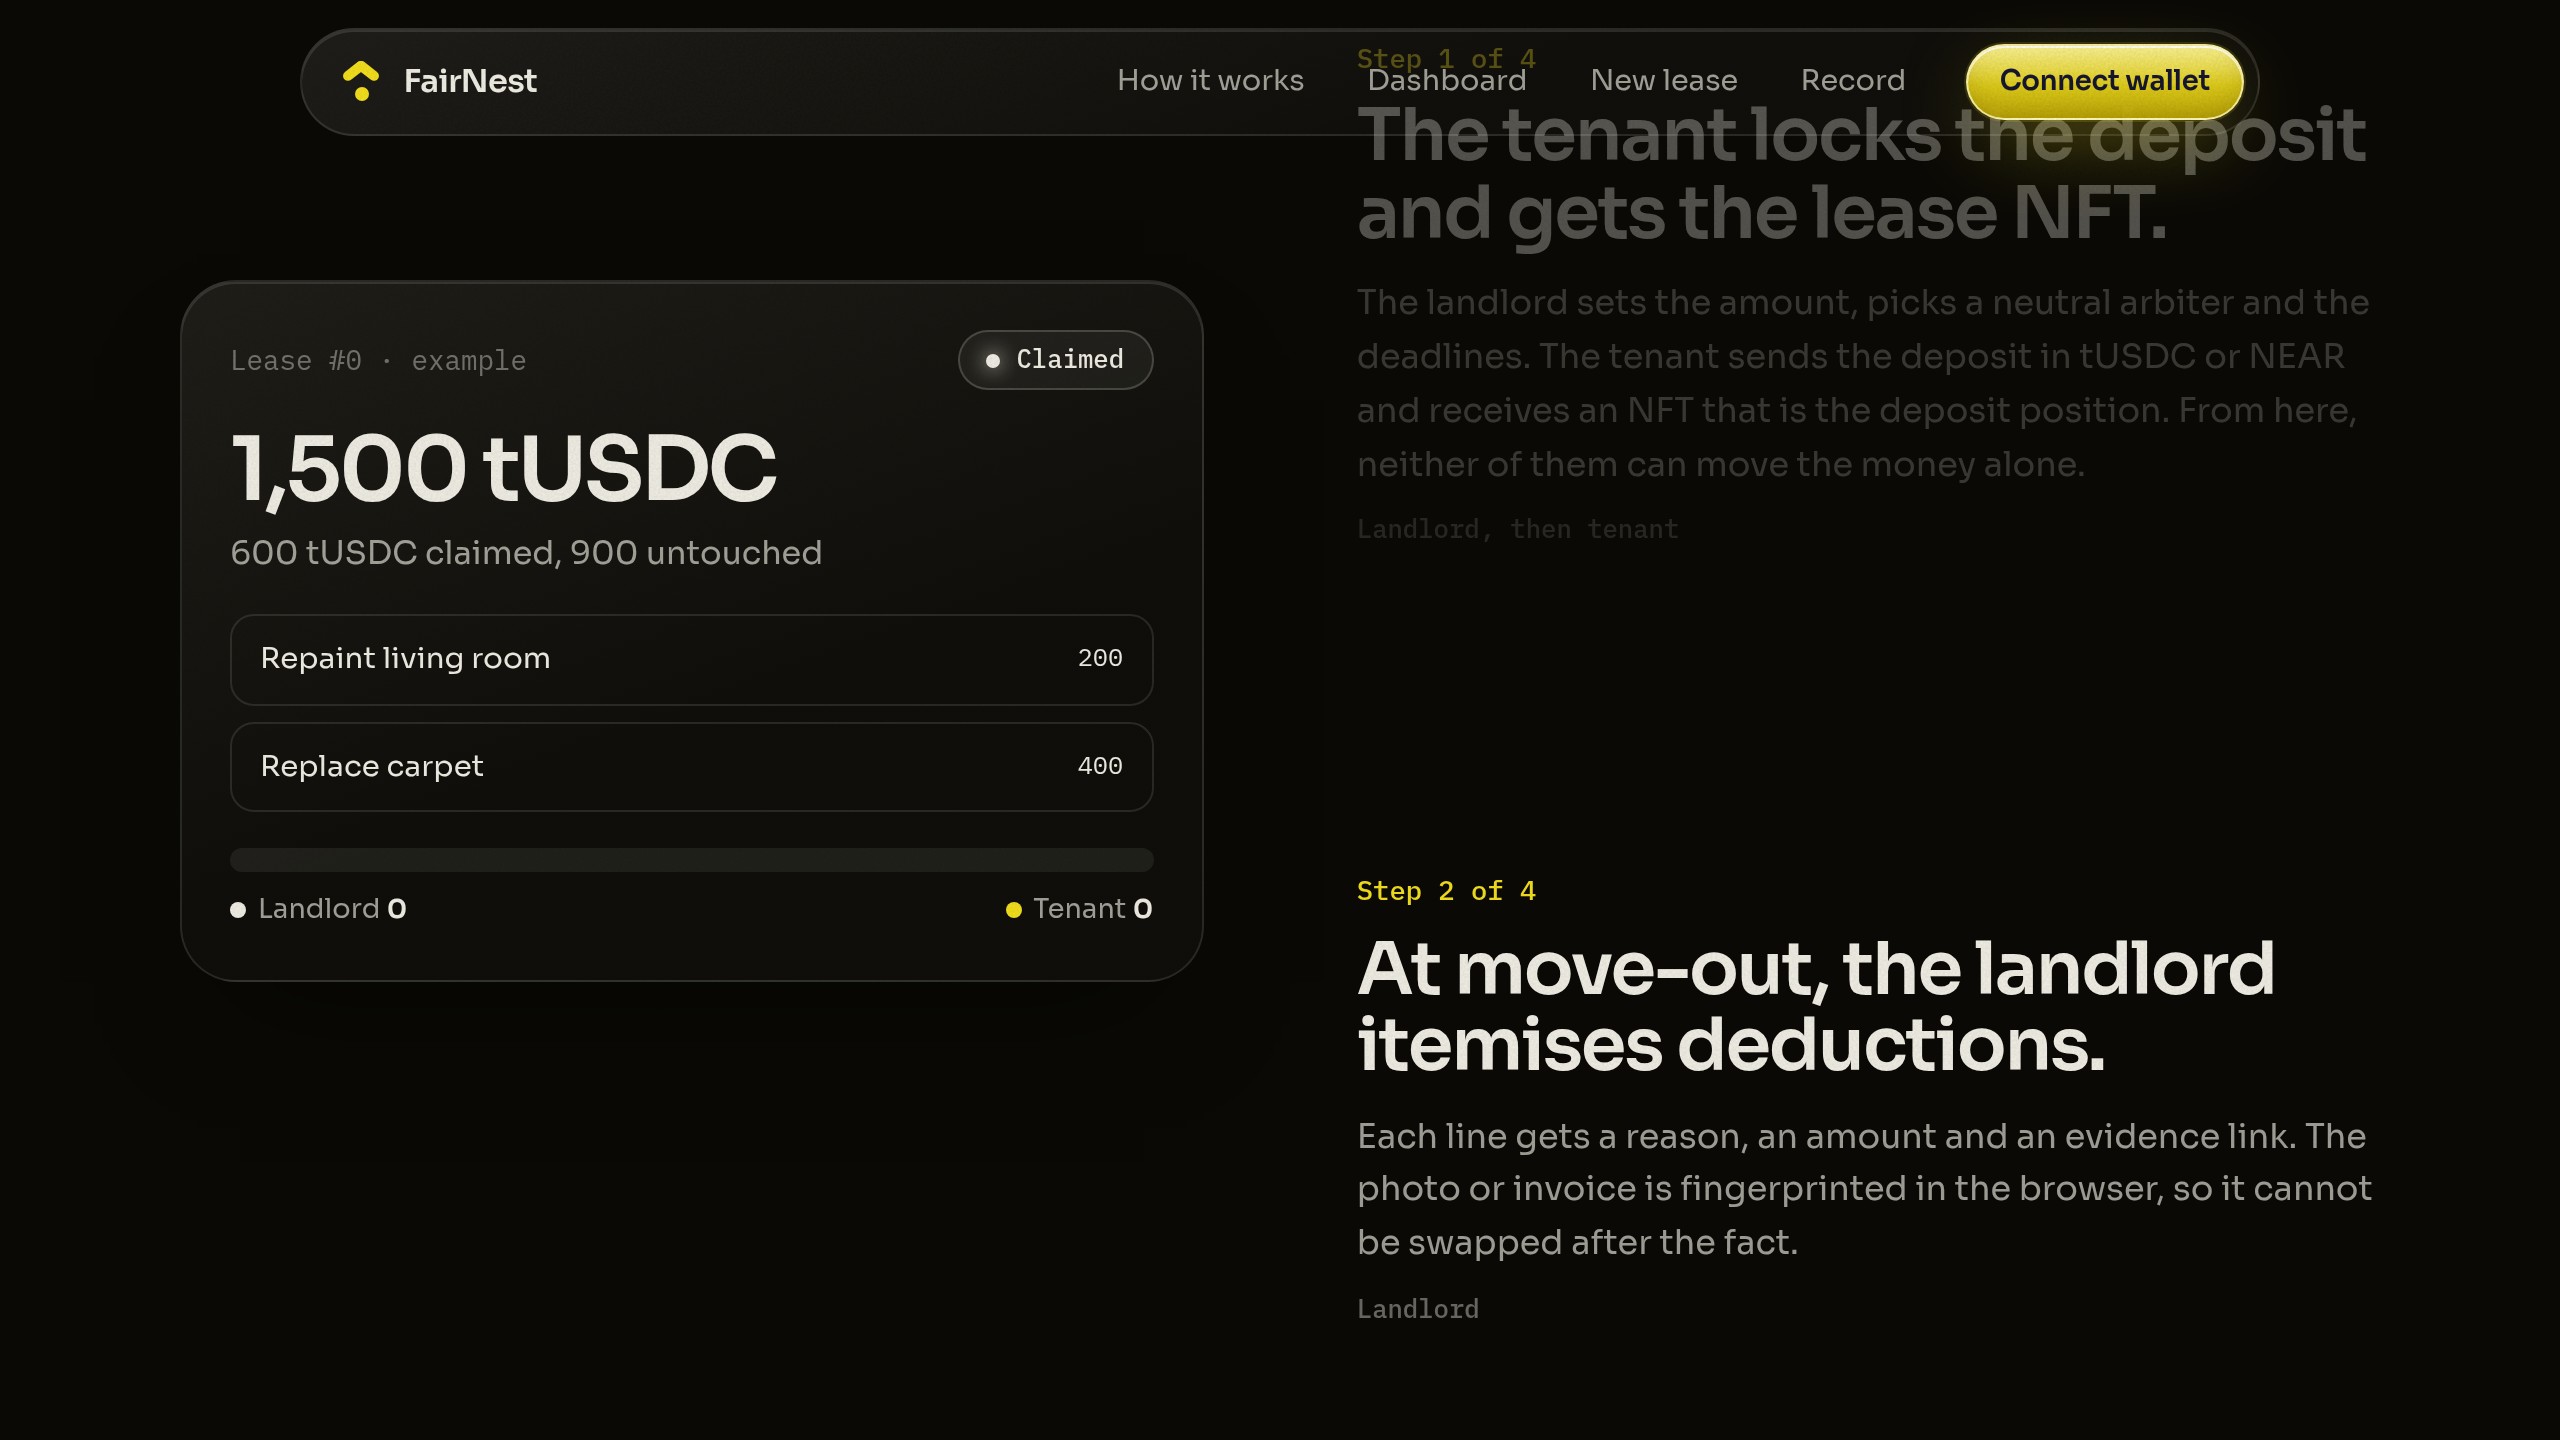 FairNest
How it works
Dashboard
New lease
Record
Connect wallet
Lease #0 · example
Claimed
1,500 tUSDC
600 tUSDC claimed, 900 untouched
Repaint living room
200
Replace carpet
400
Landlord 0
Tenant 0
Step 1 of 4
The tenant locks the deposit
and gets the lease NFT.
The landlord sets the amount, picks a neutral arbiter and the
deadlines. The tenant sends the deposit in tUSDC or NEAR
and receives an NFT that is the deposit position. From here,
neither of them can move the money alone.
Landlord, then tenant
Step 2 of 4
At move-out, the landlord
itemises deductions.
Each line gets a reason, an amount and an evidence link. The
photo or invoice is fingerprinted in the browser, so it cannot
be swapped after the fact.
Landlord